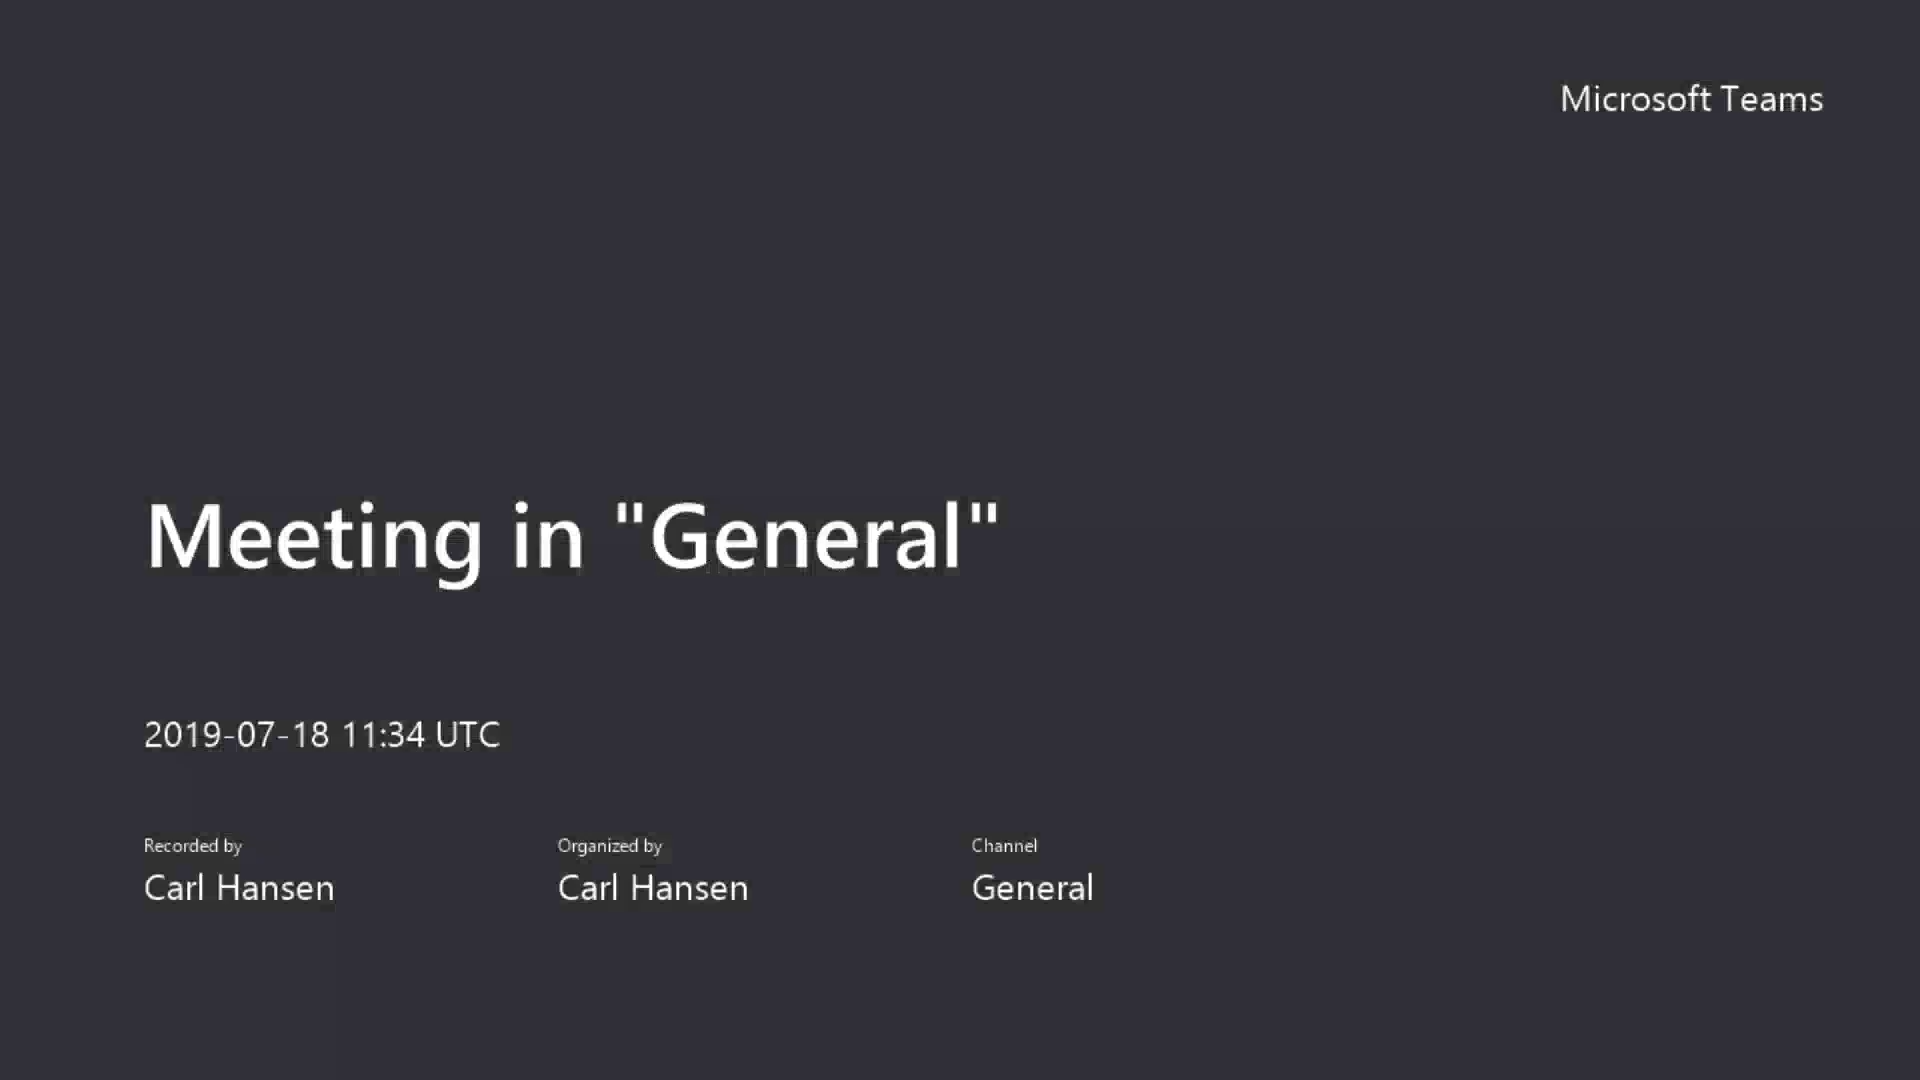 Microsoft Teams
Meeting in "General"
2019-07-18 11:34 UTC
Recorded by
Carl Hansen
Organized by
Carl Hansen
Channel
General